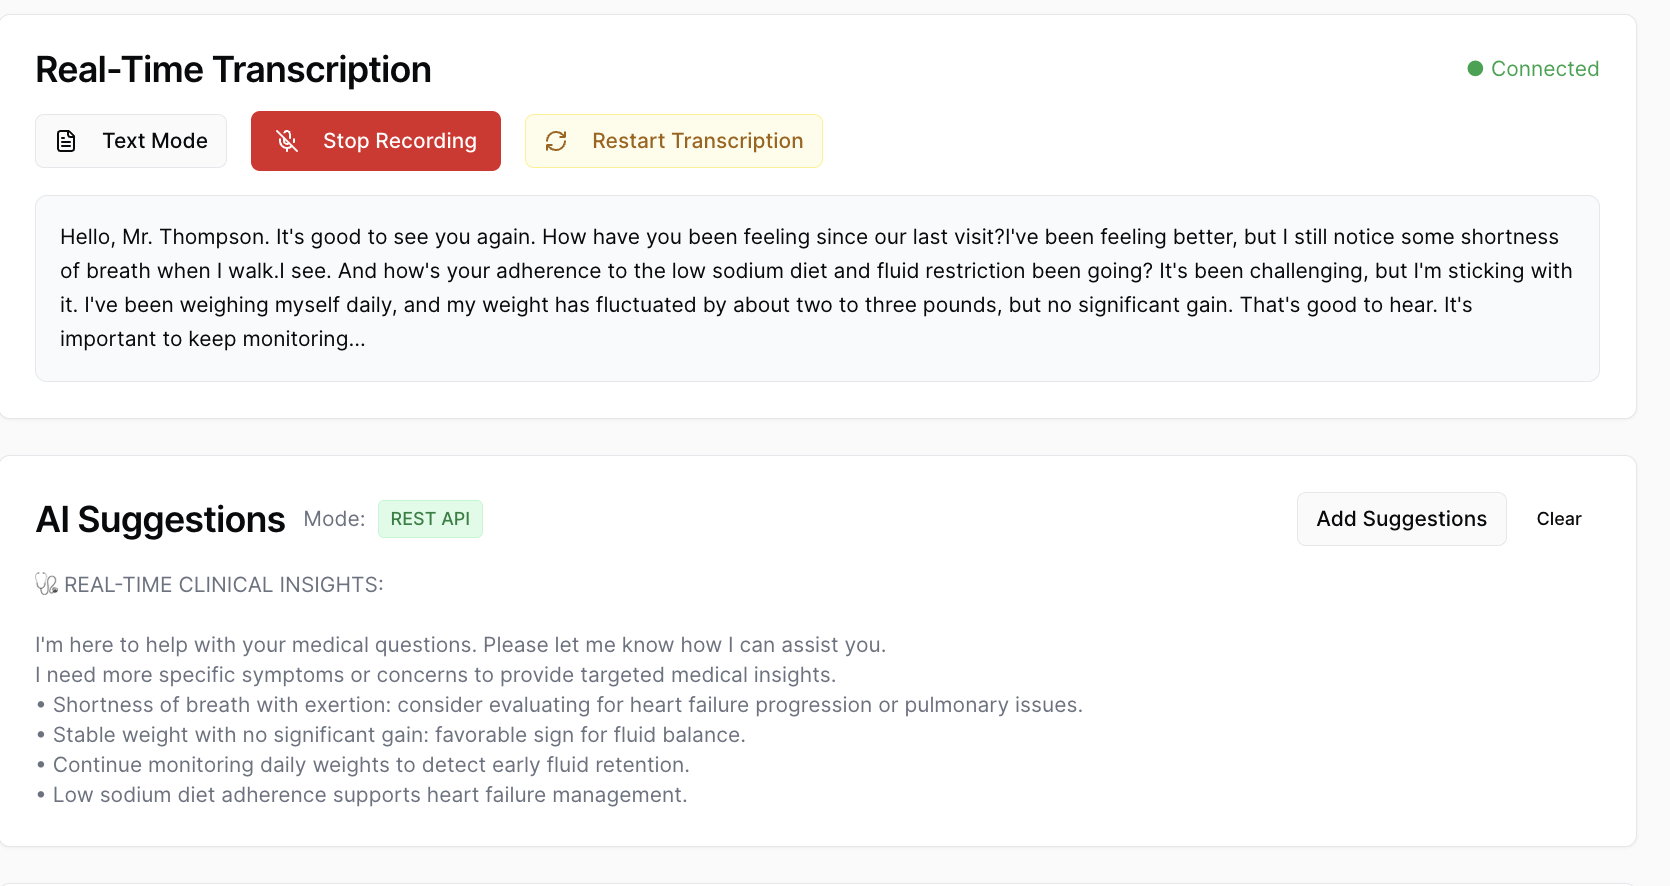 Real-Time Transcription
Connected
Text Mode
Stop Recording
Restart Transcription
Hello, Mr. Thompson. It's good to see you again. How have you been feeling since our last visit?I've been feeling better, but I still notice some shortness
of breath when I walk.I see. And how's your adherence to the low sodium diet and fluid restriction been going? It's been challenging, but I'm sticking with
it. I've been weighing myself daily, and my weight has fluctuated by about two to three pounds, but no significant gain. That's good to hear. It's
important to keep monitoring...
AI Suggestions
Mode:
REST API
Add Suggestions
Clear
🩺 REAL-TIME CLINICAL INSIGHTS:
I'm here to help with your medical questions. Please let me know how I can assist you.
I need more specific symptoms or concerns to provide targeted medical insights.
• Shortness of breath with exertion: consider evaluating for heart failure progression or pulmonary issues.
• Stable weight with no significant gain: favorable sign for fluid balance.
• Continue monitoring daily weights to detect early fluid retention.
• Low sodium diet adherence supports heart failure management.